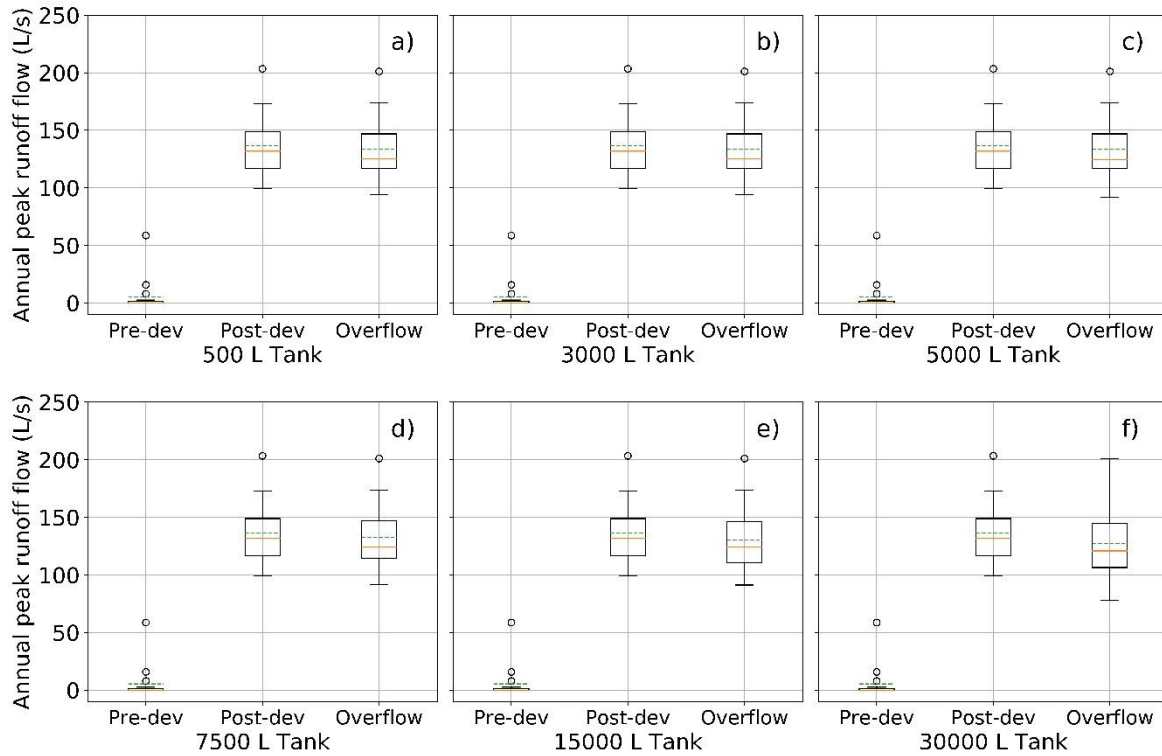 Annual peak runoff flow (L/s)
250
200
150
100
50
0
a)
Pre-dev Post-dev Overflow
500 L Tank
b)
Pre-dev Post-dev Overflow
3000 L Tank
c)
Pre-dev Post-dev Overflow
5000 L Tank
Annual peak runoff flow (L/s)
250
200
150
100
50
0
d)
Pre-dev Post-dev Overflow
7500 L Tank
e)
Pre-dev Post-dev Overflow
15000 L Tank
f)
Pre-dev Post-dev Overflow
30000 L Tank